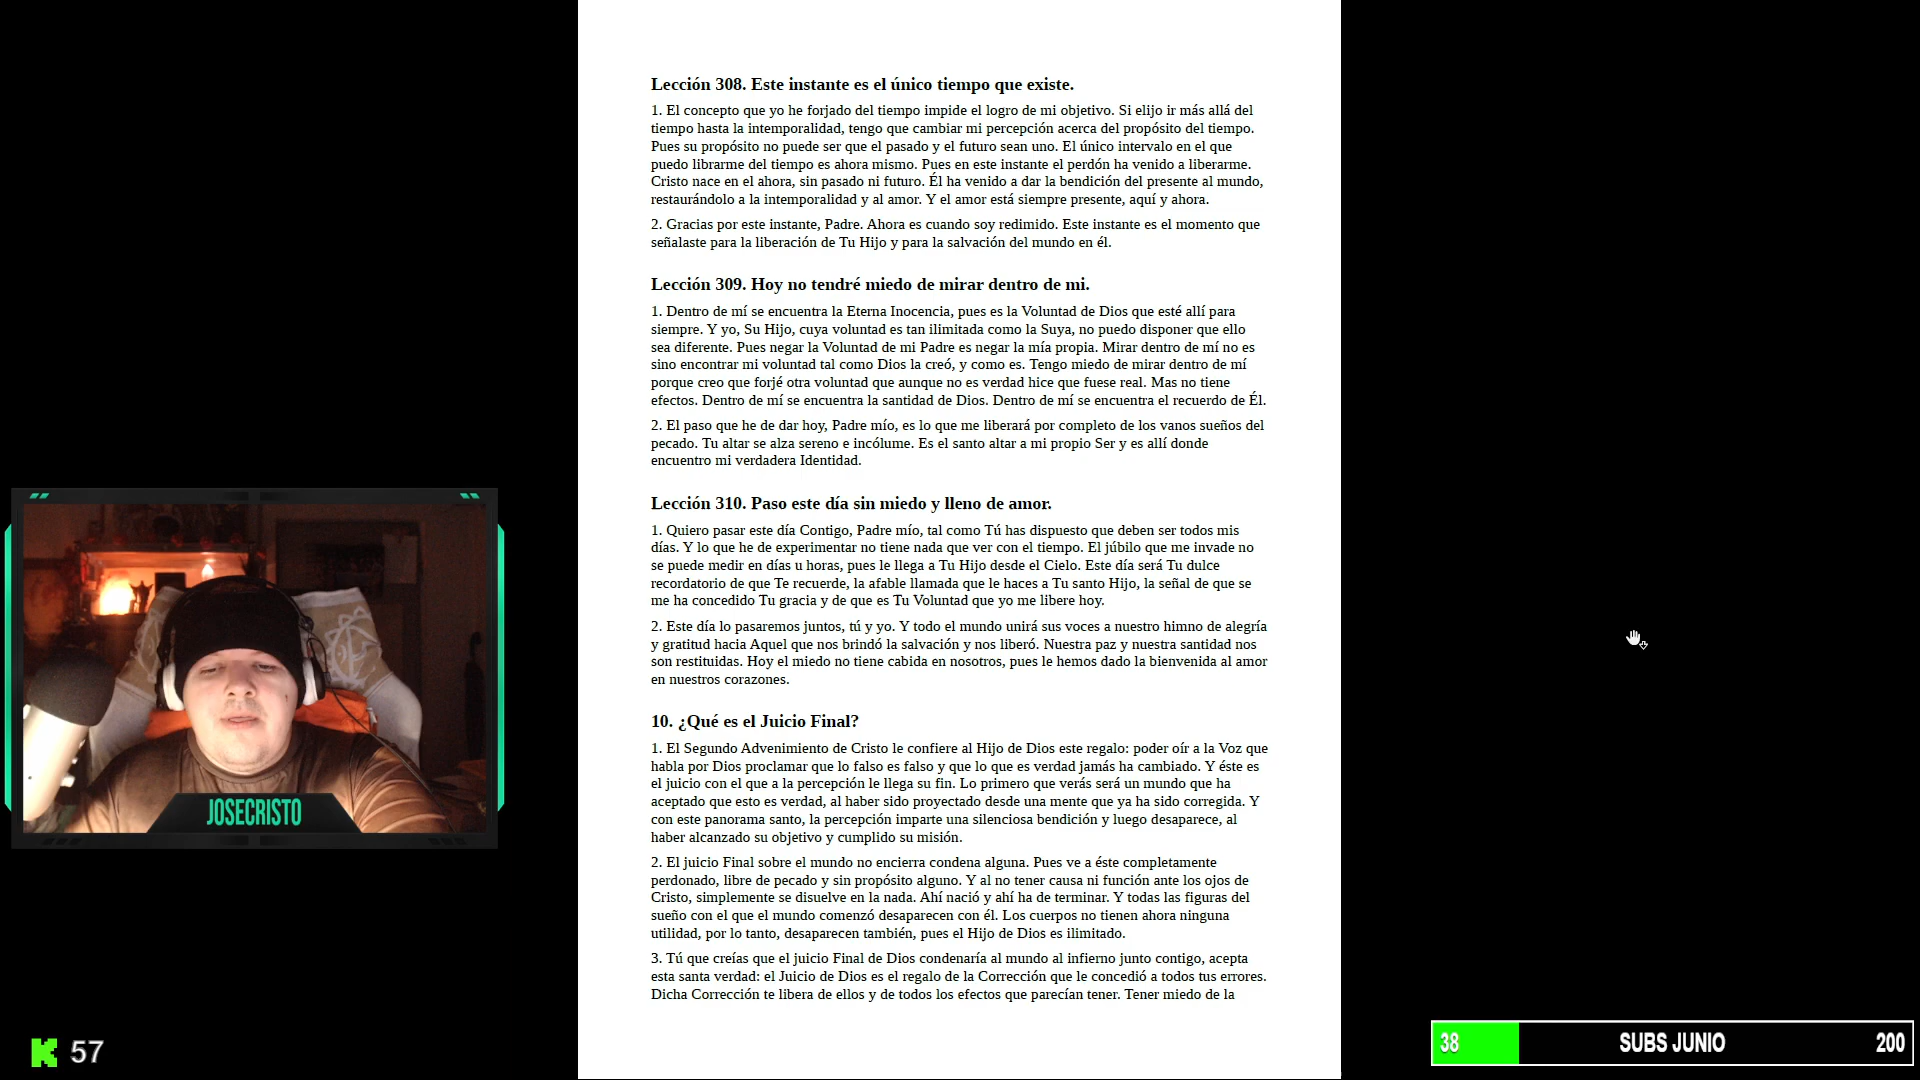 Lección 308. Este instante es el único tiempo que existe.
1. El concepto que yo he forjado del tiempo impide el logro de mi objetivo. Si elijo ir más allá del
tiempo hasta la intemporalidad, tengo que cambiar mi percepción acerca del propósito del tiempo.
Pues su propósito no puede ser que el pasado y el futuro sean uno. El único intervalo en el que
puedo librarme del tiempo es ahora mismo. Pues en este instante el perdón ha venido a liberarme.
Cristo nace en el ahora, sin pasado ni futuro. Él ha venido a dar la bendición del presente al mundo,
restaurándolo a la intemporalidad y al amor. Y el amor está siempre presente, aquí y ahora.
2. Gracias por este instante, Padre. Ahora es cuando soy redimido. Este instante es el momento que
señalaste para la liberación de Tu Hijo y para la salvación del mundo en él.
Lección 309. Hoy no tendré miedo de mirar dentro de mi.
1. Dentro de mí se encuentra la Eterna Inocencia, pues es la Voluntad de Dios que esté allí para
siempre. Y yo, Su Hijo, cuya voluntad es tan ilimitada como la Suya, no puedo disponer que ello
sea diferente. Pues negar la Voluntad de mi Padre es negar la mía propia. Mirar dentro de mí no es
sino encontrar mi voluntad tal como Dios la creó, y como es. Tengo miedo de mirar dentro de mí
porque creo que forjé otra voluntad que aunque no es verdad hice que fuese real. Mas no tiene
efectos. Dentro de mí se encuentra la santidad de Dios. Dentro de mí se encuentra el recuerdo de Él.
2. El paso que he de dar hoy, Padre mío, es lo que me liberará por completo de los vanos sueños del
pecado. Tu altar se alza sereno e incólume. Es el santo altar a mi propio Ser y es allí donde
encuentro mi verdadera Identidad.
Lección 310. Paso este día sin miedo y lleno de amor.
1. Quiero pasar este día Contigo, Padre mío, tal como Tú has dispuesto que deben ser todos mis
días. Y lo que he de experimentar no tiene nada que ver con el tiempo. El júbilo que me invade no
se puede medir en días u horas, pues le llega a Tu Hijo desde el Cielo. Este día será Tu dulce
recordatorio de que Te recuerde, la afable llamada que le haces a Tu santo Hijo, la señal de que se
me ha concedido Tu gracia y de que es Tu Voluntad que yo me libere hoy.
2. Este día lo pasaremos juntos, tú y yo. Y todo el mundo unirá sus voces a nuestro himno de alegría
y gratitud hacia Aquel que nos brindó la salvación y nos liberó. Nuestra paz y nuestra santidad nos
son restituidas. Hoy el miedo no tiene cabida en nosotros, pues le hemos dado la bienvenida al amor
en nuestros corazones.
10. ¿Qué es el Juicio Final?
1. El Segundo Advenimiento de Cristo le confiere al Hijo de Dios este regalo: poder oír a la Voz que
habla por Dios proclamar que lo falso es falso y que lo que es verdad jamás ha cambiado. Y éste es
el juicio con el que a la percepción le llega su fin. Lo primero que verás será un mundo que ha
aceptado que esto es verdad, al haber sido proyectado desde una mente que ya ha sido corregida. Y
con este panorama santo, la percepción imparte una silenciosa bendición y luego desaparece, al
haber alcanzado su objetivo y cumplido su misión.
2. El juicio Final sobre el mundo no encierra condena alguna. Pues ve a éste completamente
perdonado, libre de pecado y sin propósito alguno. Y al no tener causa ni función ante los ojos de
Cristo, simplemente se disuelve en la nada. Ahí nació y ahí ha de terminar. Y todas las figuras del
sueño con el que el mundo comenzó desaparecen con él. Los cuerpos no tienen ahora ninguna
utilidad, por lo tanto, desaparecen también, pues el Hijo de Dios es ilimitado.
3. Tú que creías que el juicio Final de Dios condenaría al mundo al infierno junto contigo, acepta
esta santa verdad: el Juicio de Dios es el regalo de la Corrección que le concedió a todos tus errores.
Dicha Corrección te libera de ellos y de todos los efectos que parecían tener. Tener miedo de la
JOSECRISTO
57
38 SUBS JUNIO 200